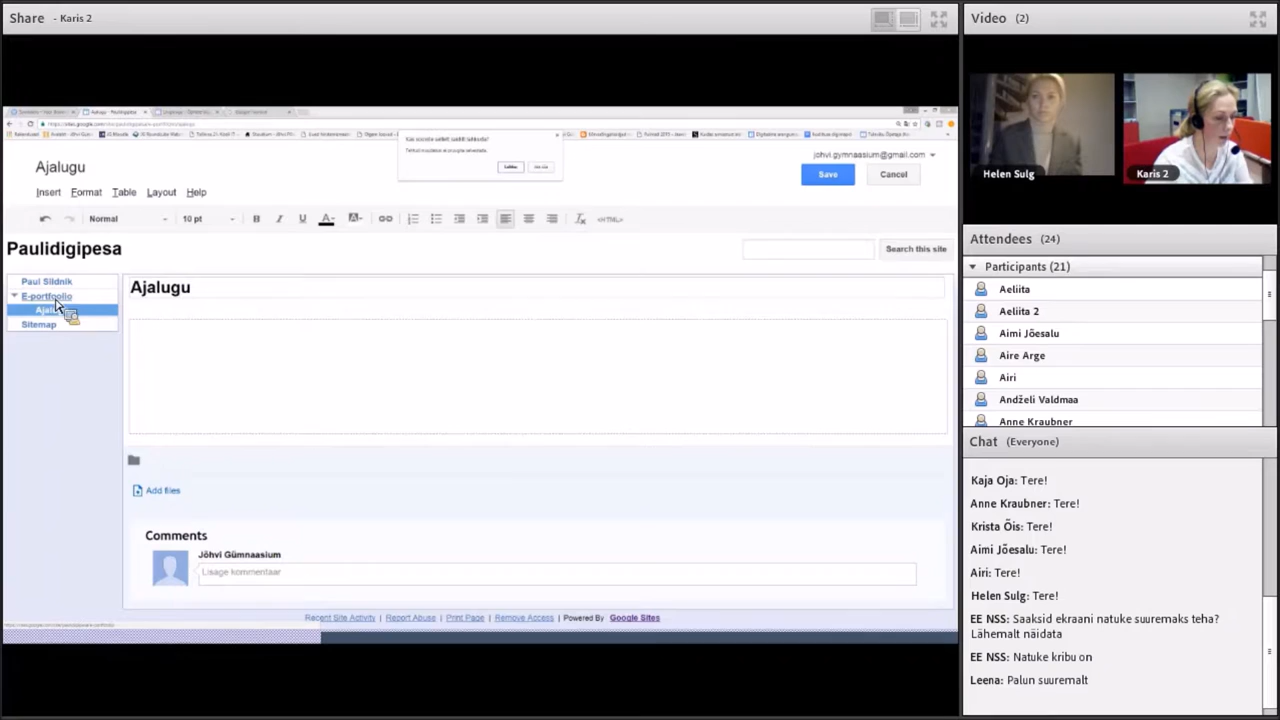 Share - Karis 2
Ajalugu
johvi.gymnaasium@gmail.com
Insert Format Table Layout Help
Save Cancel
Normal 10 pt B I U A <HTML>
Paulidigipesa
Search this site
Paul Sildnik
E-portfoolio
Sitemap
Ajalugu
Add files
Comments
Jõhvi Gümnaasium
Lisage kommentaar
Recent Site Activity | Report Abuse | Print Page | Remove Access | Powered By Google Sites
Video (2)
Helen Sulg
Karis 2
Attendees (24)
Participants (21)
Aeliita
Aeliita 2
Aimi Jõesalu
Aire Arge
Airi
Andželi Valdmaa
Anne Kraubner
Chat (Everyone)
Kaja Oja: Tere!
Anne Kraubner: Tere!
Krista Õis: Tere!
Aimi Jõesalu: Tere!
Airi: Tere!
Helen Sulg: Tere!
EE NSS: Saaksid ekraani natuke suuremaks teha?
Lähemalt näidata
EE NSS: Natuke kribu on
Leena: Palun suuremalt